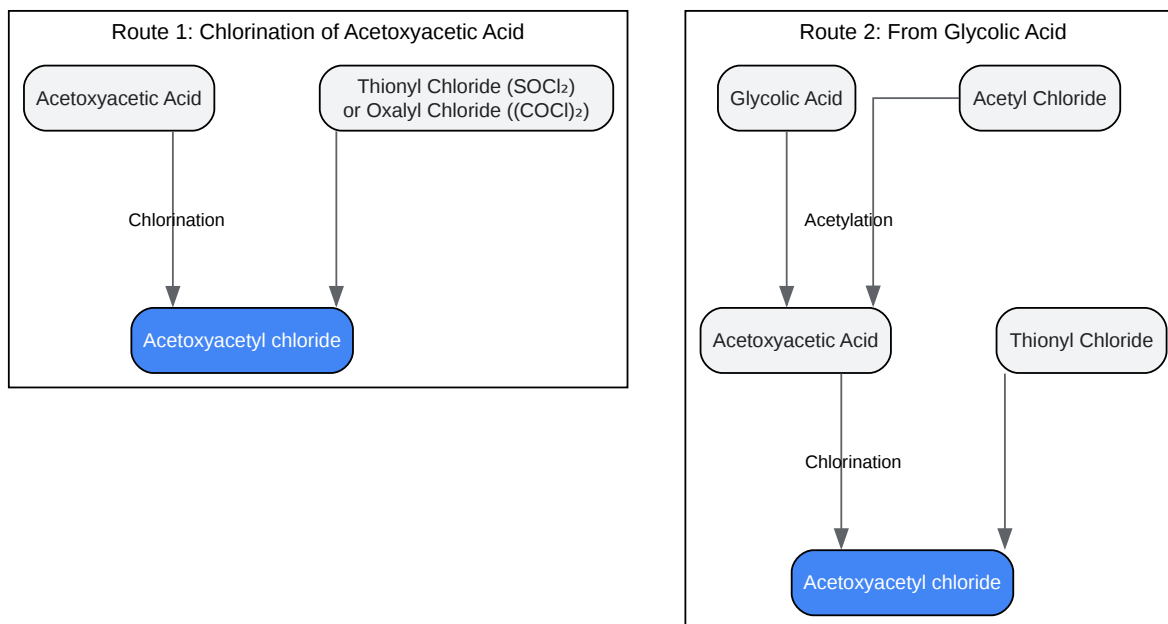 Route 1: Chlorination of Acetoxyacetic Acid
Acetoxyacetic Acid
Thionyl Chloride (SOCl₂)
or Oxalyl Chloride ((COCl)₂)
Chlorination
Acetoxyacetyl chloride
Route 2: From Glycolic Acid
Glycolic Acid
Acetyl Chloride
Acetylation
Acetoxyacetic Acid
Thionyl Chloride
Chlorination
Acetoxyacetyl chloride